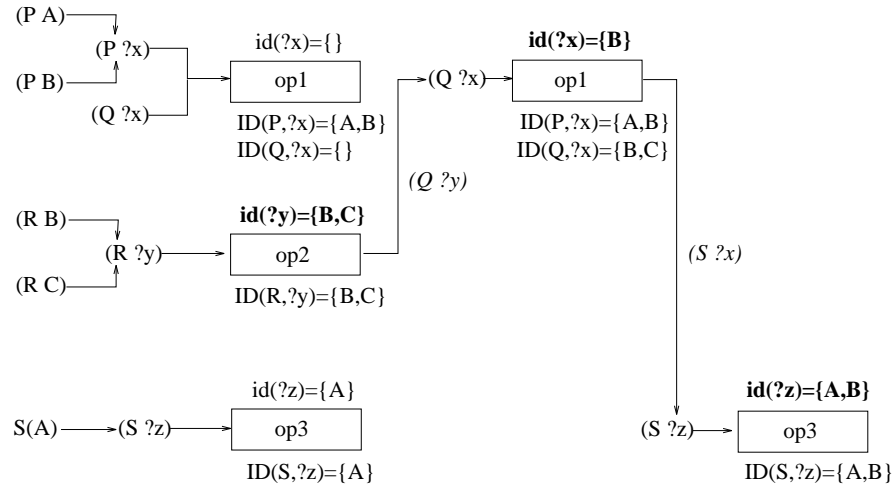 (P A)
(P ?x)
(P B)
(Q ?x)
id(?x)={}
op1
ID(P,?x)={A,B}
ID(Q,?x)={}
(Q ?x)
id(?x)={B}
op1
ID(P,?x)={A,B}
ID(Q,?x)={B,C}
(Q ?y)
(R B)
(R ?y)
(R C)
id(?y)={B,C}
op2
ID(R,?y)={B,C}
(S ?x)
S(A)
(S ?z)
id(?z)={A}
op3
ID(S,?z)={A}
(S ?z)
id(?z)={A,B}
op3
ID(S,?z)={A,B}